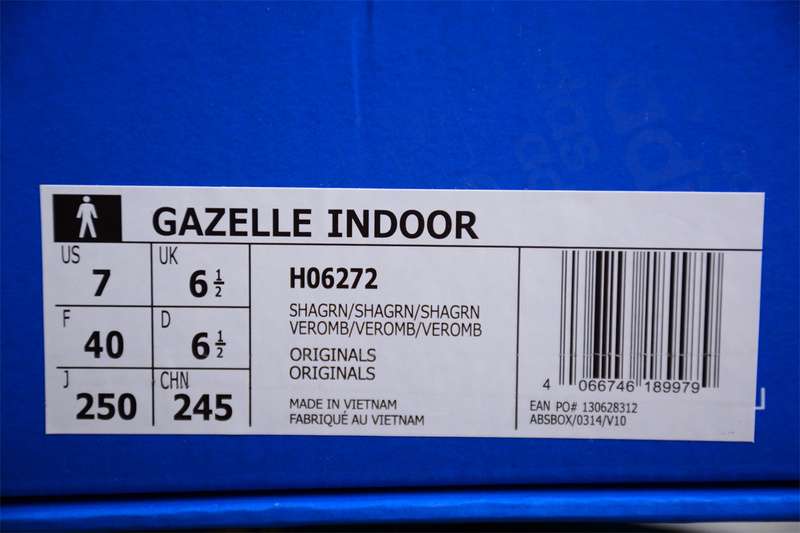 GAZELLE INDOOR
US
7
UK
6 1/2
F
40
D
6 1/2
J
250
CHN
245
H06272
SHAGRN/SHAGRN/SHAGRN
VEROMB/VEROMB/VEROMB
ORIGINALS
ORIGINALS
MADE IN VIETNAM
FABRIQUÉ AU VIETNAM
4 066746 189979
EAN PO# 130628312
ABSBOX/0314/V10